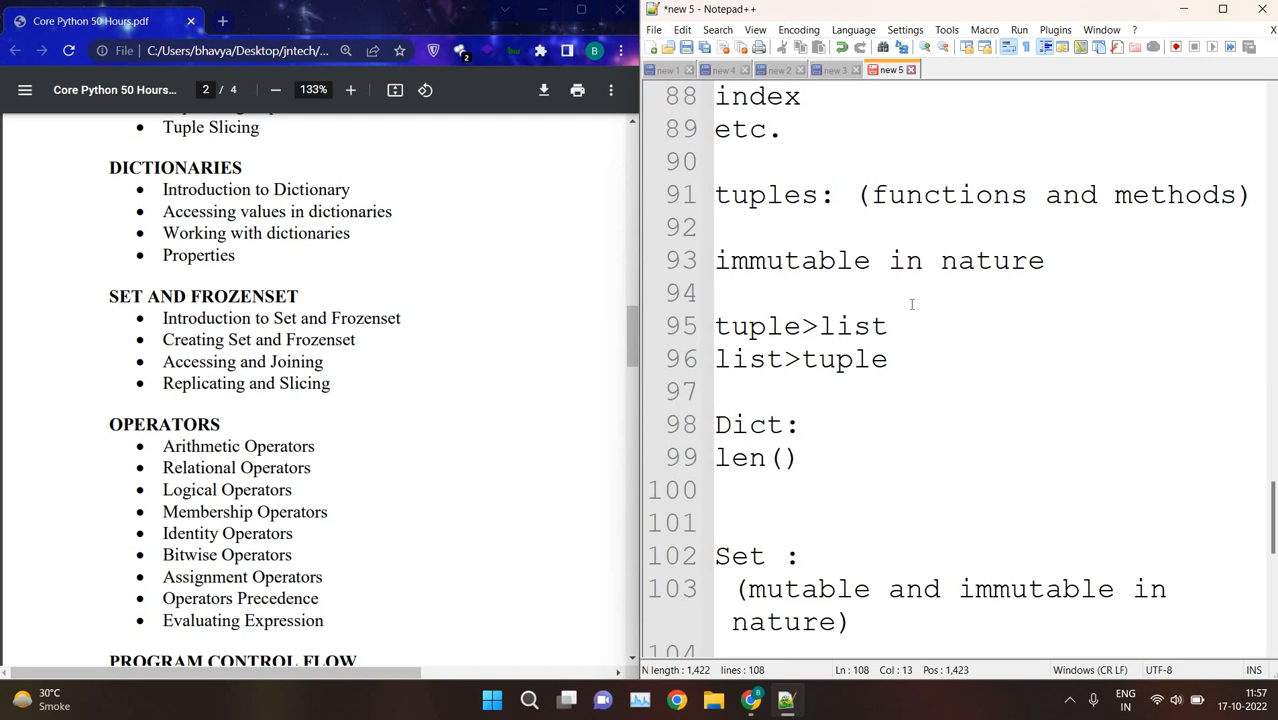 Core Python 50 Hours.pdf
*new 5 - Notepad++
File Edit Search View Encoding Language Settings Tools Macro Run Plugins Window ?
File C:/Users/bhavya/Desktop/jntech/...
2
B
new 1
new 4
new 2
new 3
new 5
Core Python 50 Hours...
2 / 4
133%
Tuple Slicing
DICTIONARIES
Introduction to Dictionary
Accessing values in dictionaries
Working with dictionaries
Properties
SET AND FROZENSET
Introduction to Set and Frozenset
Creating Set and Frozenset
Accessing and Joining
Replicating and Slicing
OPERATORS
Arithmetic Operators
Relational Operators
Logical Operators
Membership Operators
Identity Operators
Bitwise Operators
Assignment Operators
Operators Precedence
Evaluating Expression
PROGRAM CONTROL FLOW
88 index
89 etc.
90
91 tuples: (functions and methods)
92
93 immutable in nature
94
95 tuple>list
96 list>tuple
97
98 Dict:
99 len()
100
101
102 Set :
103 (mutable and immutable in
nature)
104
length : 1,422 lines : 108
Ln : 108 Col : 13 Pos : 1,423
Windows (CR LF)
UTF-8
INS
30°C
Smoke
ENG
IN
11:57
17-10-2022